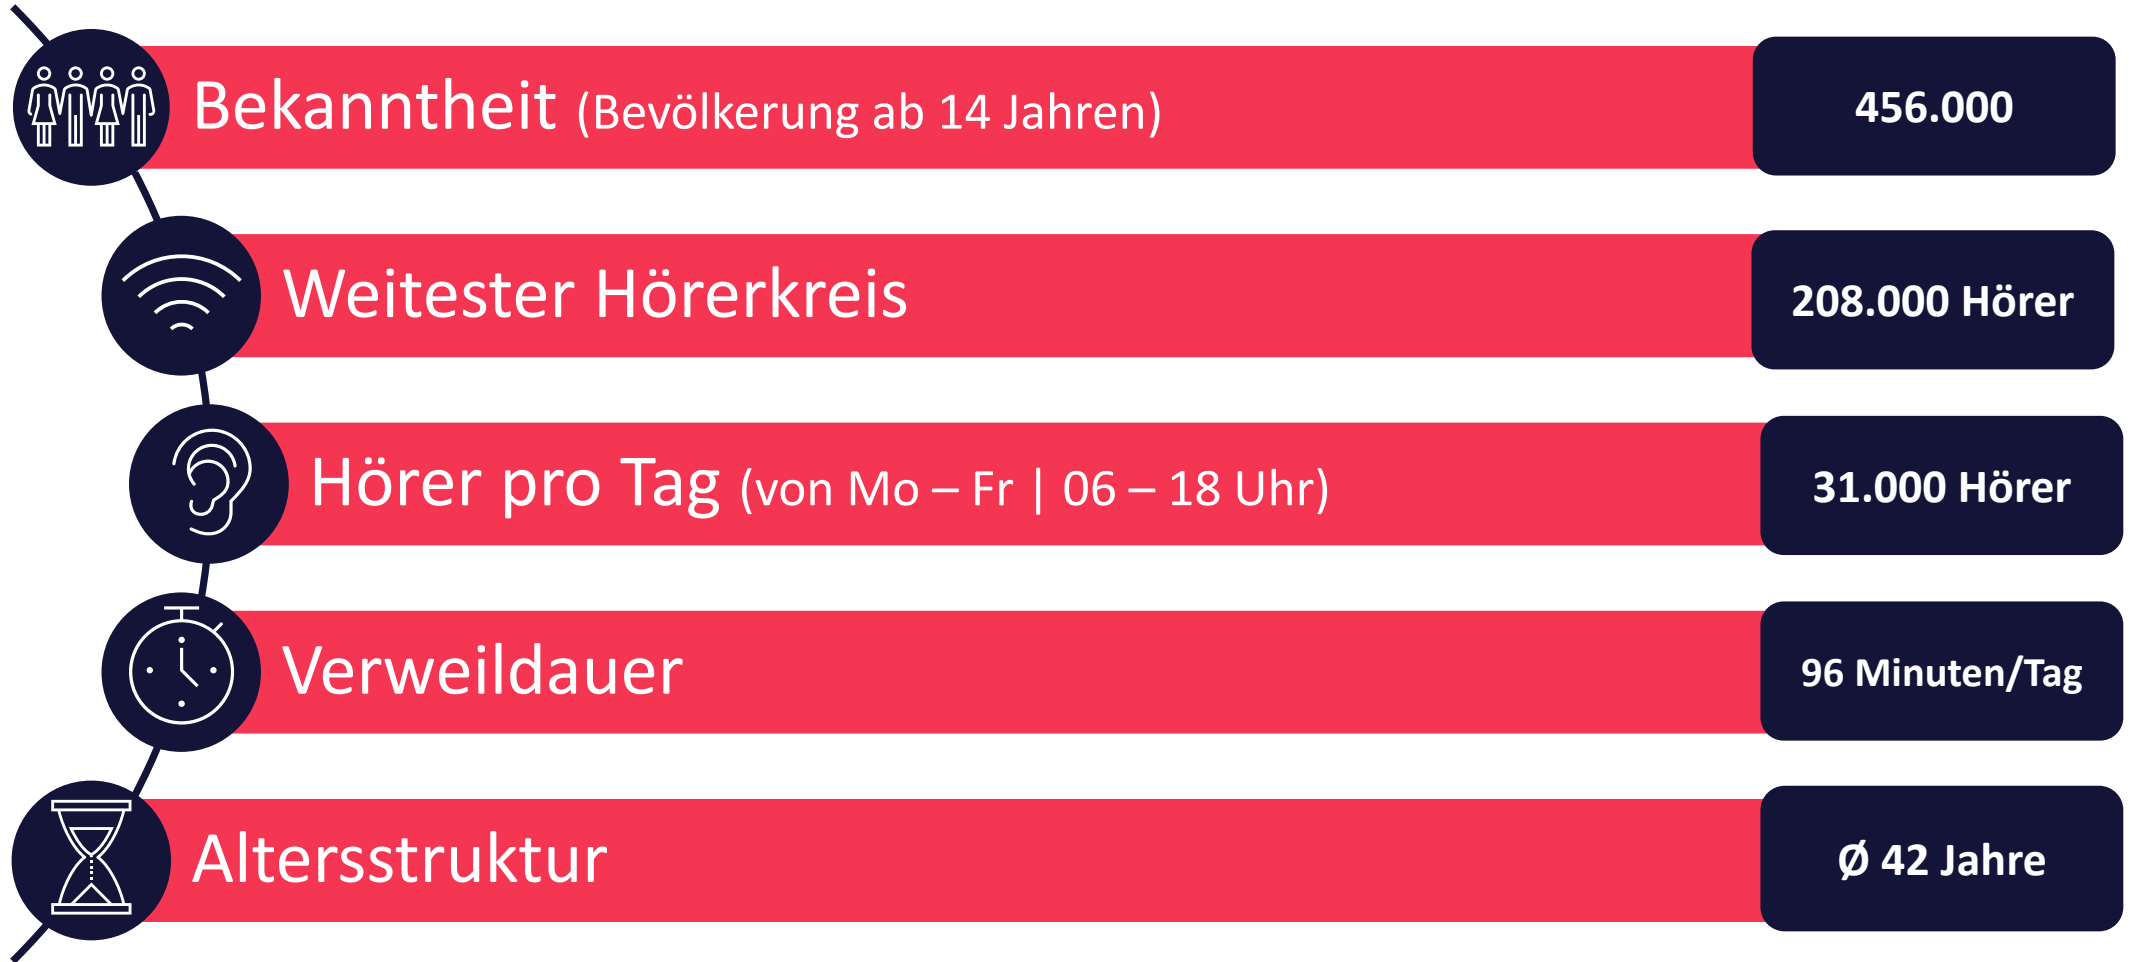 Bekanntheit (Bevölkerung ab 14 Jahren) 456.000
Weitester Hörerkreis 208.000 Hörer
Hörer pro Tag (von Mo – Fr | 06 – 18 Uhr) 31.000 Hörer
Verweildauer 96 Minuten/Tag
Altersstruktur Ø 42 Jahre